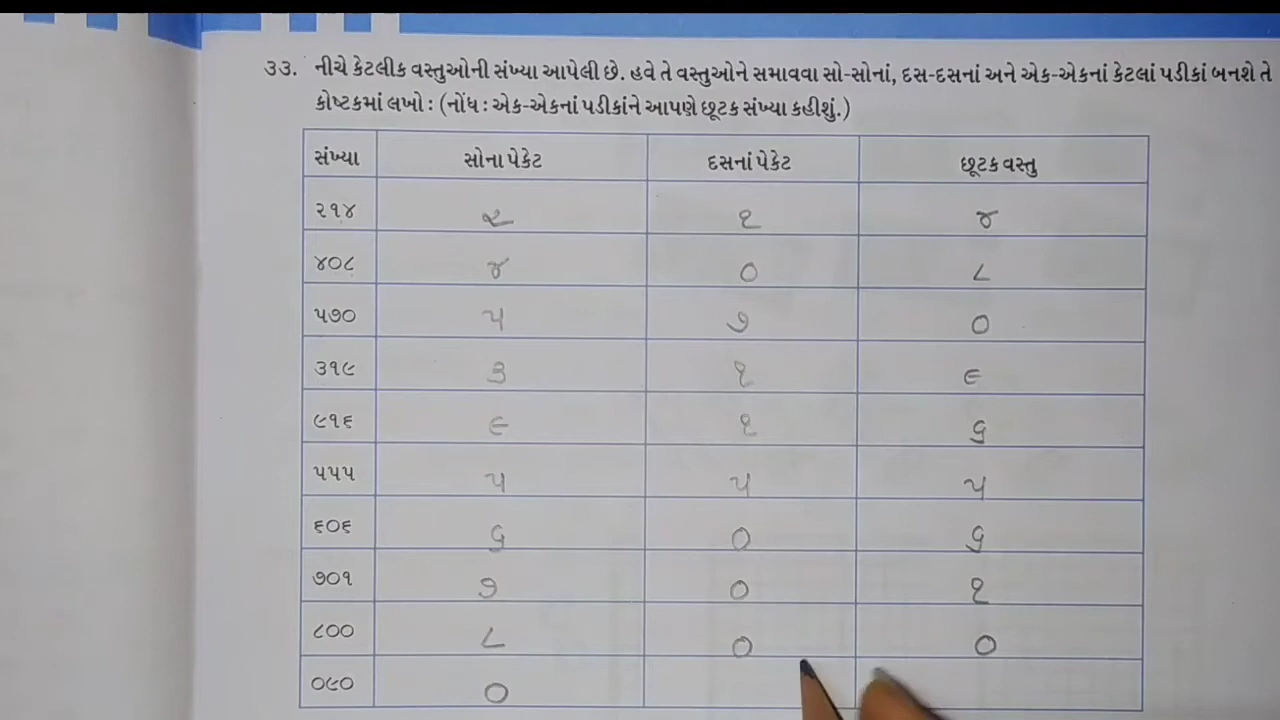 ૩૩. નીચે કેટલીક વસ્તુઓની સંખ્યા આપેલી છે. હવે તે વસ્તુઓને સમાવવા સો-સોનાં, દસ-દસનાં અને એક-એકનાં કેટલાં પડીકાં બનશે તે
કોષ્ટકમાં લખો : (નોંધ : એક-એકનાં પડીકાંને આપણે છૂટક સંખ્યા કહીશું.)
સંખ્યા સોના પેકેટ દસનાં પેકેટ છૂટક વસ્તુ
૨૧૪ ૨ ૧ ૪
૪૦૮ ૪ ૦ ૮
૫૭૦ ૫ ૭ ૦
૩૧૯ ૩ ૧ ૯
૯૧૬ ૯ ૧ ૬
૫૫૫ ૫ ૫ ૫
૬૦૬ ૬ ૦ ૬
૭૦૧ ૭ ૦ ૧
૮૦૦ ૮ ૦ ૦
૦૯૦ ૦